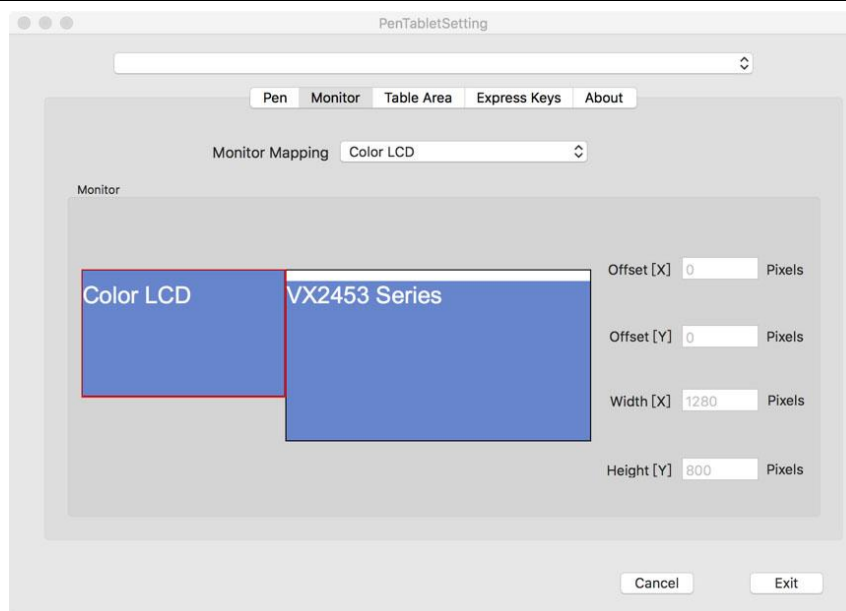 PenTabletSetting
Pen Monitor Table Area Express Keys About
Monitor Mapping Color LCD
Monitor
Color LCD VX2453 Series
Offset [X] 0 Pixels
Offset [Y] 0 Pixels
Width [X] 1280 Pixels
Height [Y] 800 Pixels
Cancel Exit